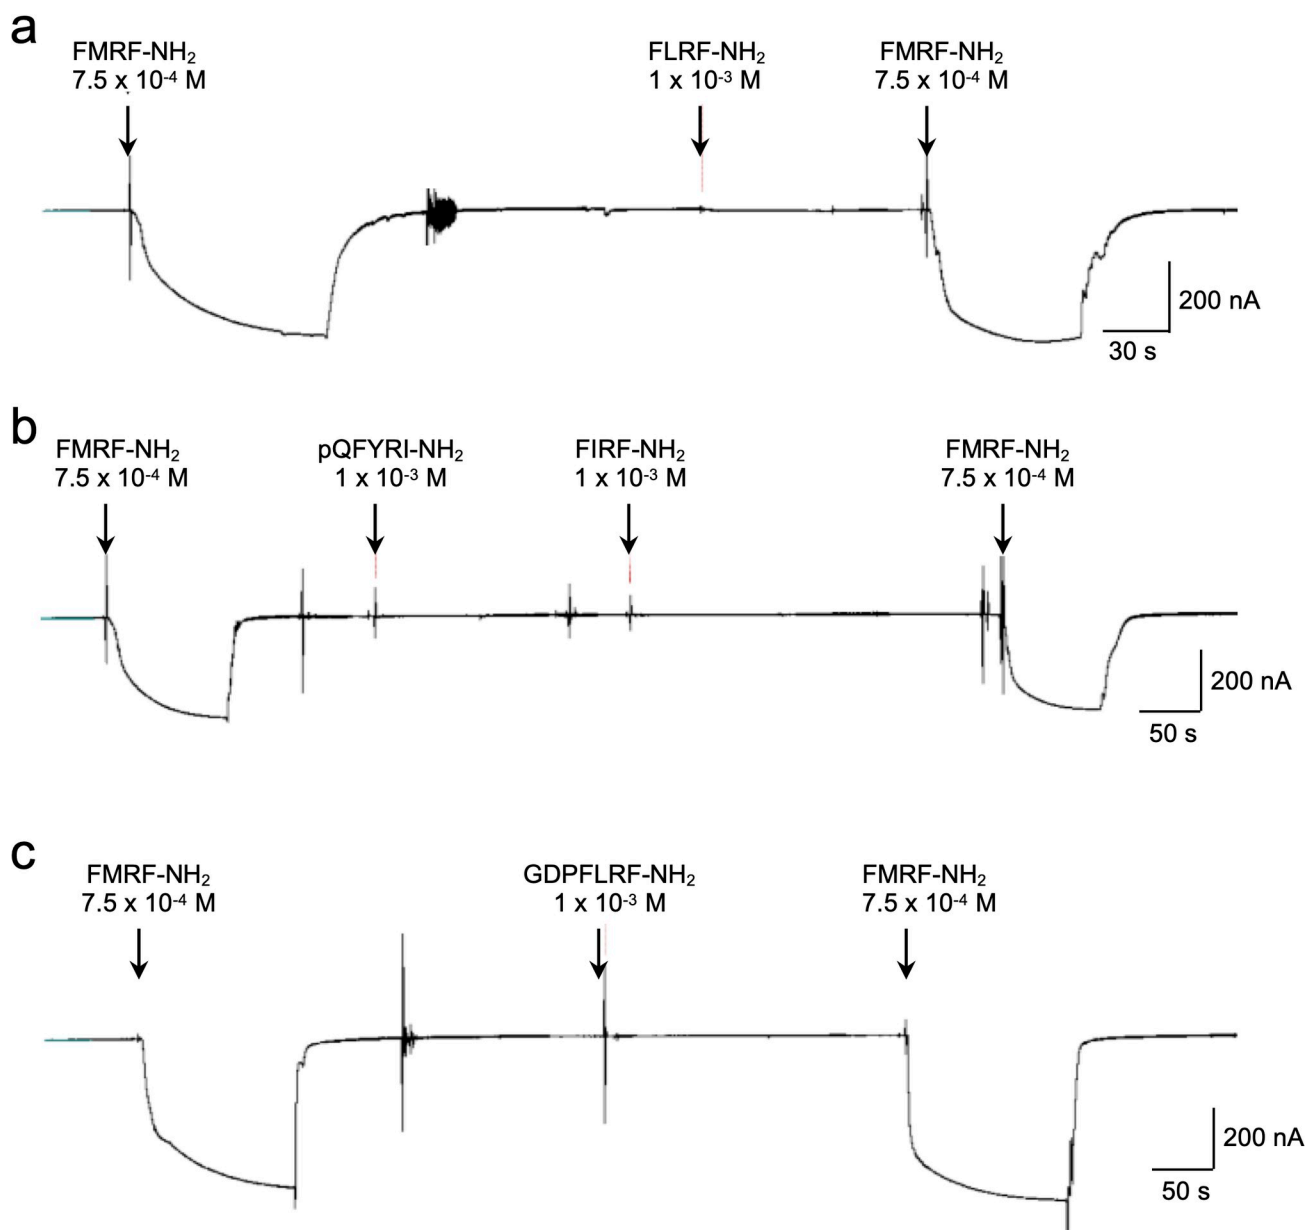 a
FMRF-NH₂
7.5 x 10⁻⁴ M
FLRF-NH₂
1 x 10⁻³ M
FMRF-NH₂
7.5 x 10⁻⁴ M
200 nA
30 s
b
FMRF-NH₂
7.5 x 10⁻⁴ M
pQFYRI-NH₂
1 x 10⁻³ M
FIRF-NH₂
1 x 10⁻³ M
FMRF-NH₂
7.5 x 10⁻⁴ M
200 nA
50 s
c
FMRF-NH₂
7.5 x 10⁻⁴ M
GDPFLRF-NH₂
1 x 10⁻³ M
FMRF-NH₂
7.5 x 10⁻⁴ M
200 nA
50 s